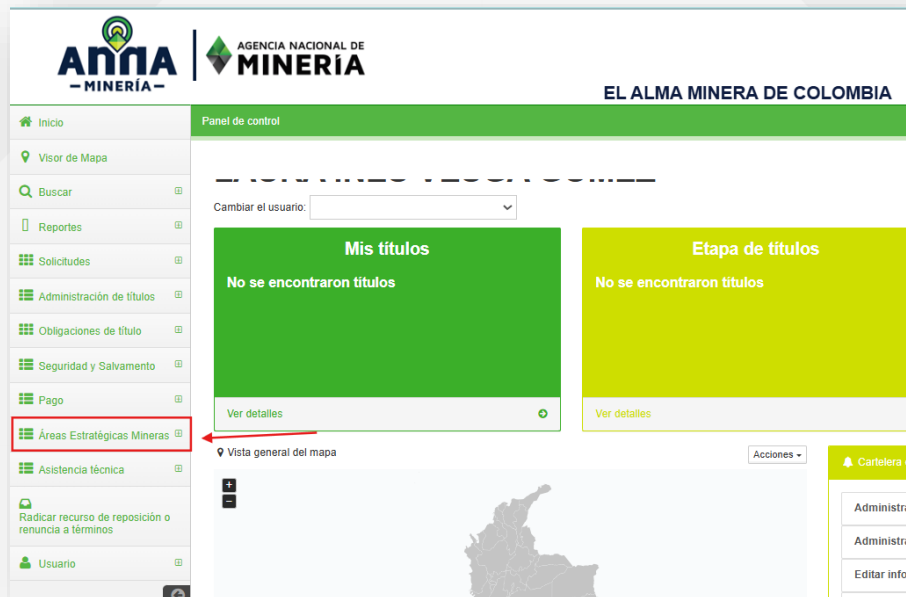 ANNA
–MINERÍA–
AGENCIA NACIONAL DE
MINERÍA
EL ALMA MINERA DE COLOMBIA
Inicio
Panel de control
Visor de Mapa
Buscar
Reportes
Solicitudes
Administración de títulos
Obligaciones de título
Seguridad y Salvamento
Pago
Áreas Estratégicas Mineras
Asistencia técnica
Radicar recurso de reposición o
renuncia a términos
Usuario
Cambiar el usuario:
Mis títulos
No se encontraron títulos
Ver detalles
Etapa de títulos
No se encontraron títulos
Ver detalles
Vista general del mapa
Acciones
Cartelera
Administra
Administra
Editar info